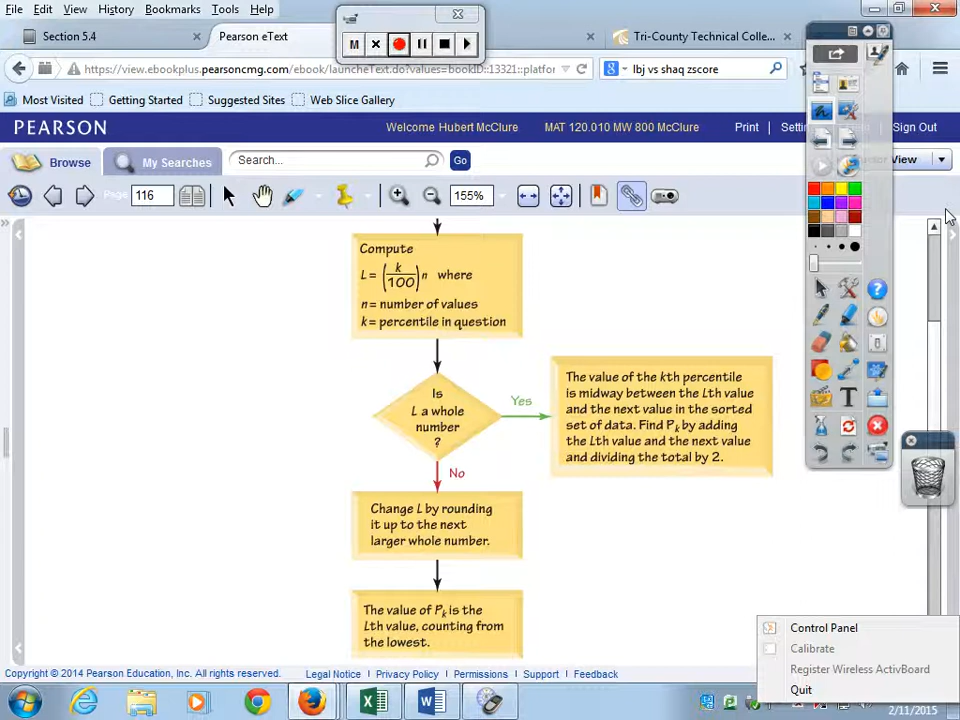 File Edit View History Bookmarks Tools Help
Section 5.4 Pearson eText Tri-County Technical Colle...
M
https://view.ebookplus.pearsoncmg.com/ebook/launcheText.do?values=bookID::13321::platfor
lbj vs shaq zscore
Most Visited Getting Started Suggested Sites Web Slice Gallery
PEARSON Welcome Hubert McClure MAT 120.010 MW 800 McClure Print Sign Out
Browse My Searches Search... Go View
Page 116 155%
Compute
L = (k/100) n where
n = number of values
k = percentile in question
Is
L a whole
number
?
Yes
The value of the kth percentile
is midway between the Lth value
and the next value in the sorted
set of data. Find Pk by adding
the Lth value and the next value
and dividing the total by 2.
No
Change L by rounding
it up to the next
larger whole number.
The value of Pk is the
Lth value, counting from
the lowest.
T
Control Panel
Calibrate
Register Wireless ActivBoard
Quit
Copyright © 2014 Pearson Education, Inc. All rights reserved. Legal Notice | Privacy Policy | Permissions | Support | Feedback
2/11/2015